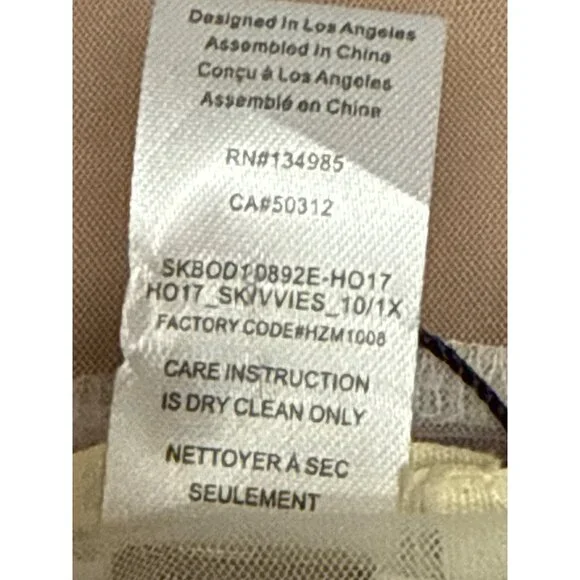 Designed In Los Angeles
Assembled in China
Conçu à Los Angeles
Assemblé en Chine
RN#134985
CA#50312
SKBOD10892E-HO17
HO17_SKIVVIES_10/1X
FACTORY CODE#HZM1008
CARE INSTRUCTION
IS DRY CLEAN ONLY
NETTOYER À SEC
SEULEMENT